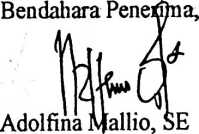 Bendahara Penerima,
Adolfina Mallio, SE